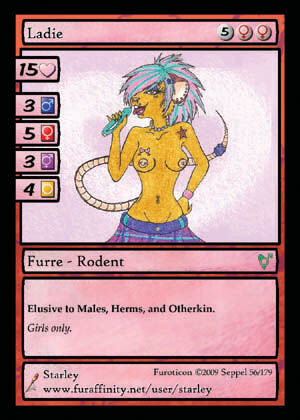 Ladie
5
15
3
5
3
4
Furre - Rodent
Elusive to Males, Herms, and Otherkin.
Girls only.
Starley
Furoticon ©2009 Seppel 56/179
www.furaffinity.net/user/starley